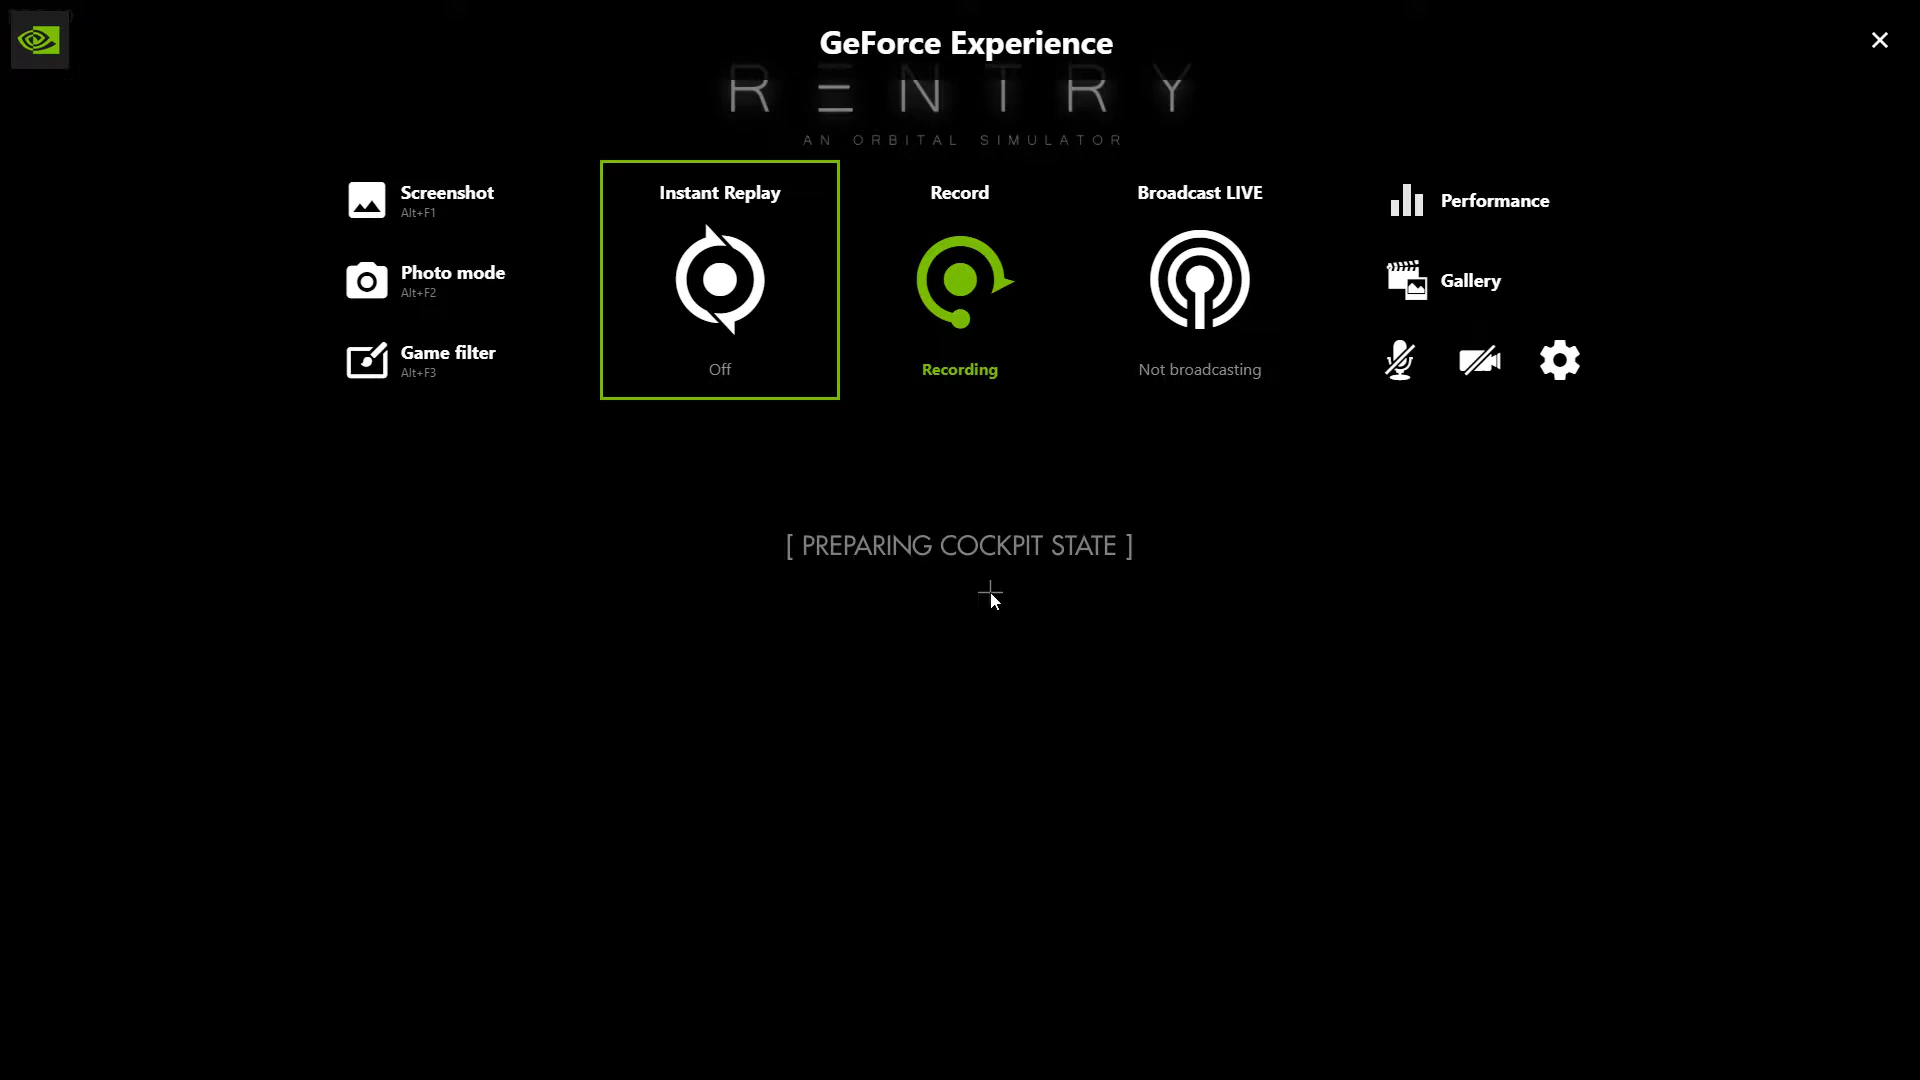 GeForce Experience
RENTRY
AN ORBITAL SIMULATOR
Screenshot
Alt+F1
Photo mode
Alt+F2
Game filter
Alt+F3
Instant Replay
Off
Record
Recording
Broadcast LIVE
Not broadcasting
Performance
Gallery
[ PREPARING COCKPIT STATE ]